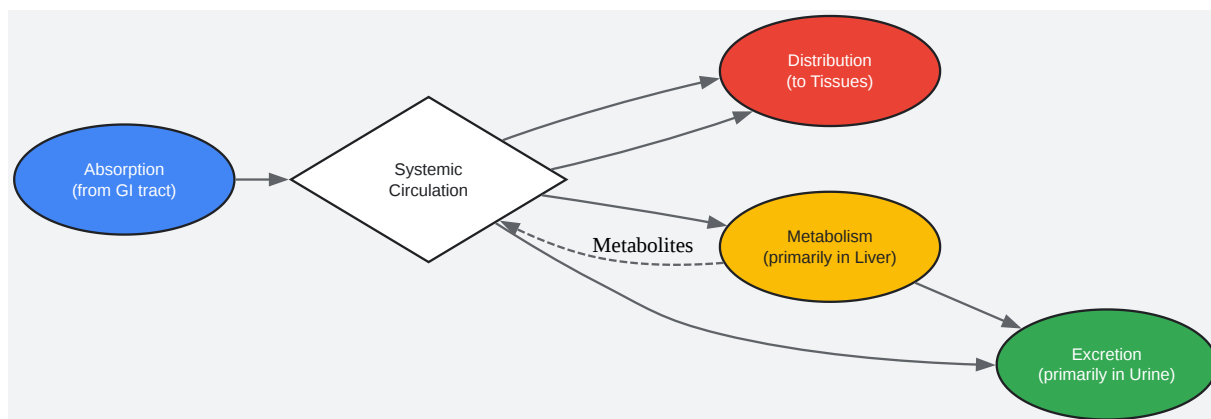 Absorption
(from GI tract)
Systemic
Circulation
Distribution
(to Tissues)
Metabolites
Metabolism
(primarily in Liver)
Excretion
(primarily in Urine)